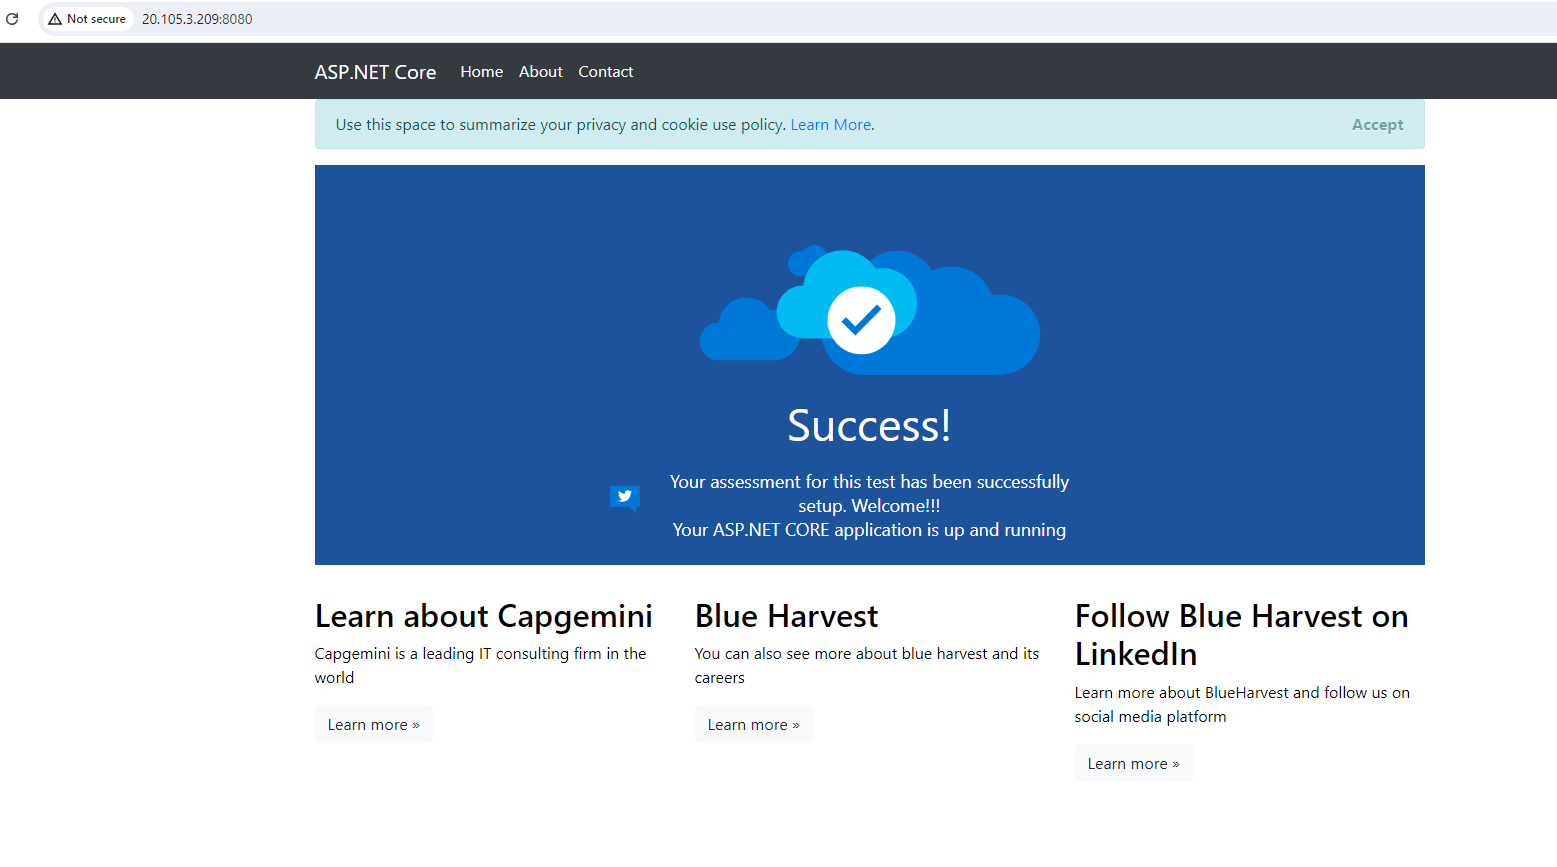 Not secure 20.105.3.209:8080
ASP.NET Core Home About Contact
Use this space to summarize your privacy and cookie use policy. Learn More. Accept
Success!
Your assessment for this test has been successfully
setup. Welcome!!!
Your ASP.NET CORE application is up and running
Learn about Capgemini
Capgemini is a leading IT consulting firm in the
world
Learn more »
Blue Harvest
You can also see more about blue harvest and its
careers
Learn more »
Follow Blue Harvest on
LinkedIn
Learn more about BlueHarvest and follow us on
social media platform
Learn more »